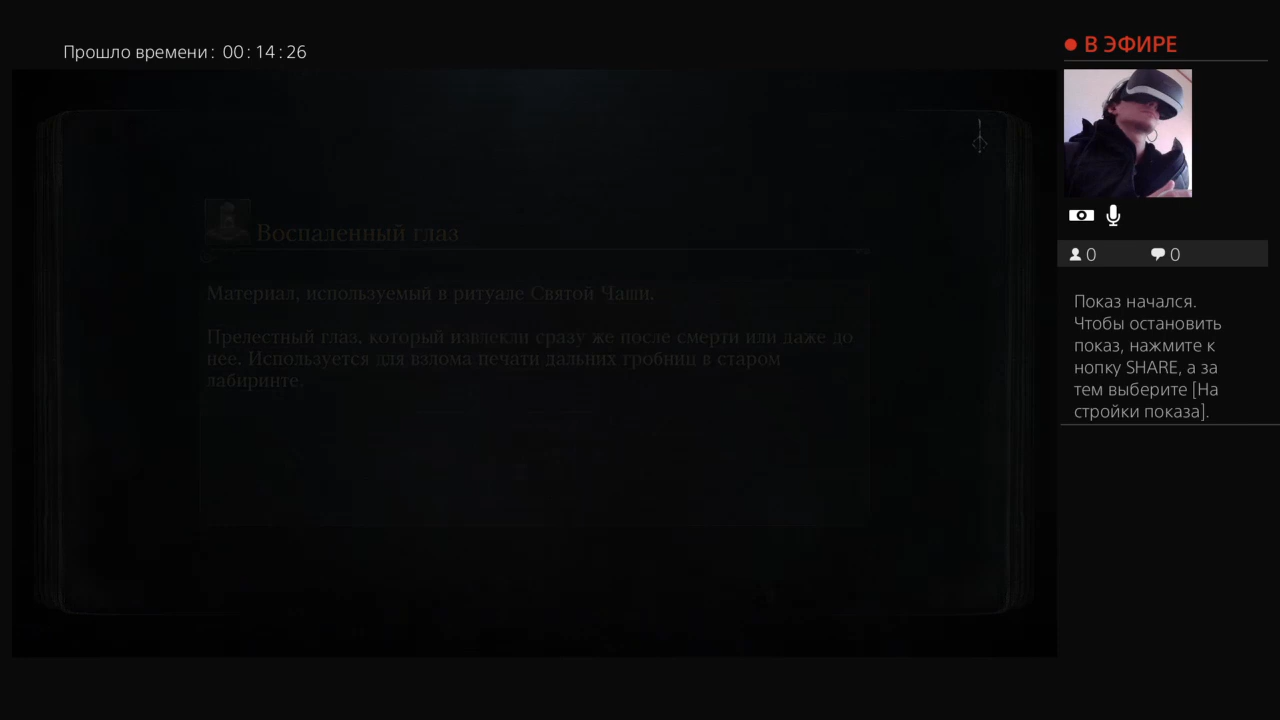 Прошло времени: 00:14:26
В ЭФИРЕ
0 0
Воспаленный глаз
Материал, используемый в ритуале Святой Чаши.
Прелестный глаз, который извлекли сразу же после смерти или даже до
нее. Используется для взлома печати дальних гробниц в старом
лабиринте.
Показ начался.
Чтобы остановить
показ, нажмите к
нопку SHARE, а за
тем выберите [На
стройки показа].